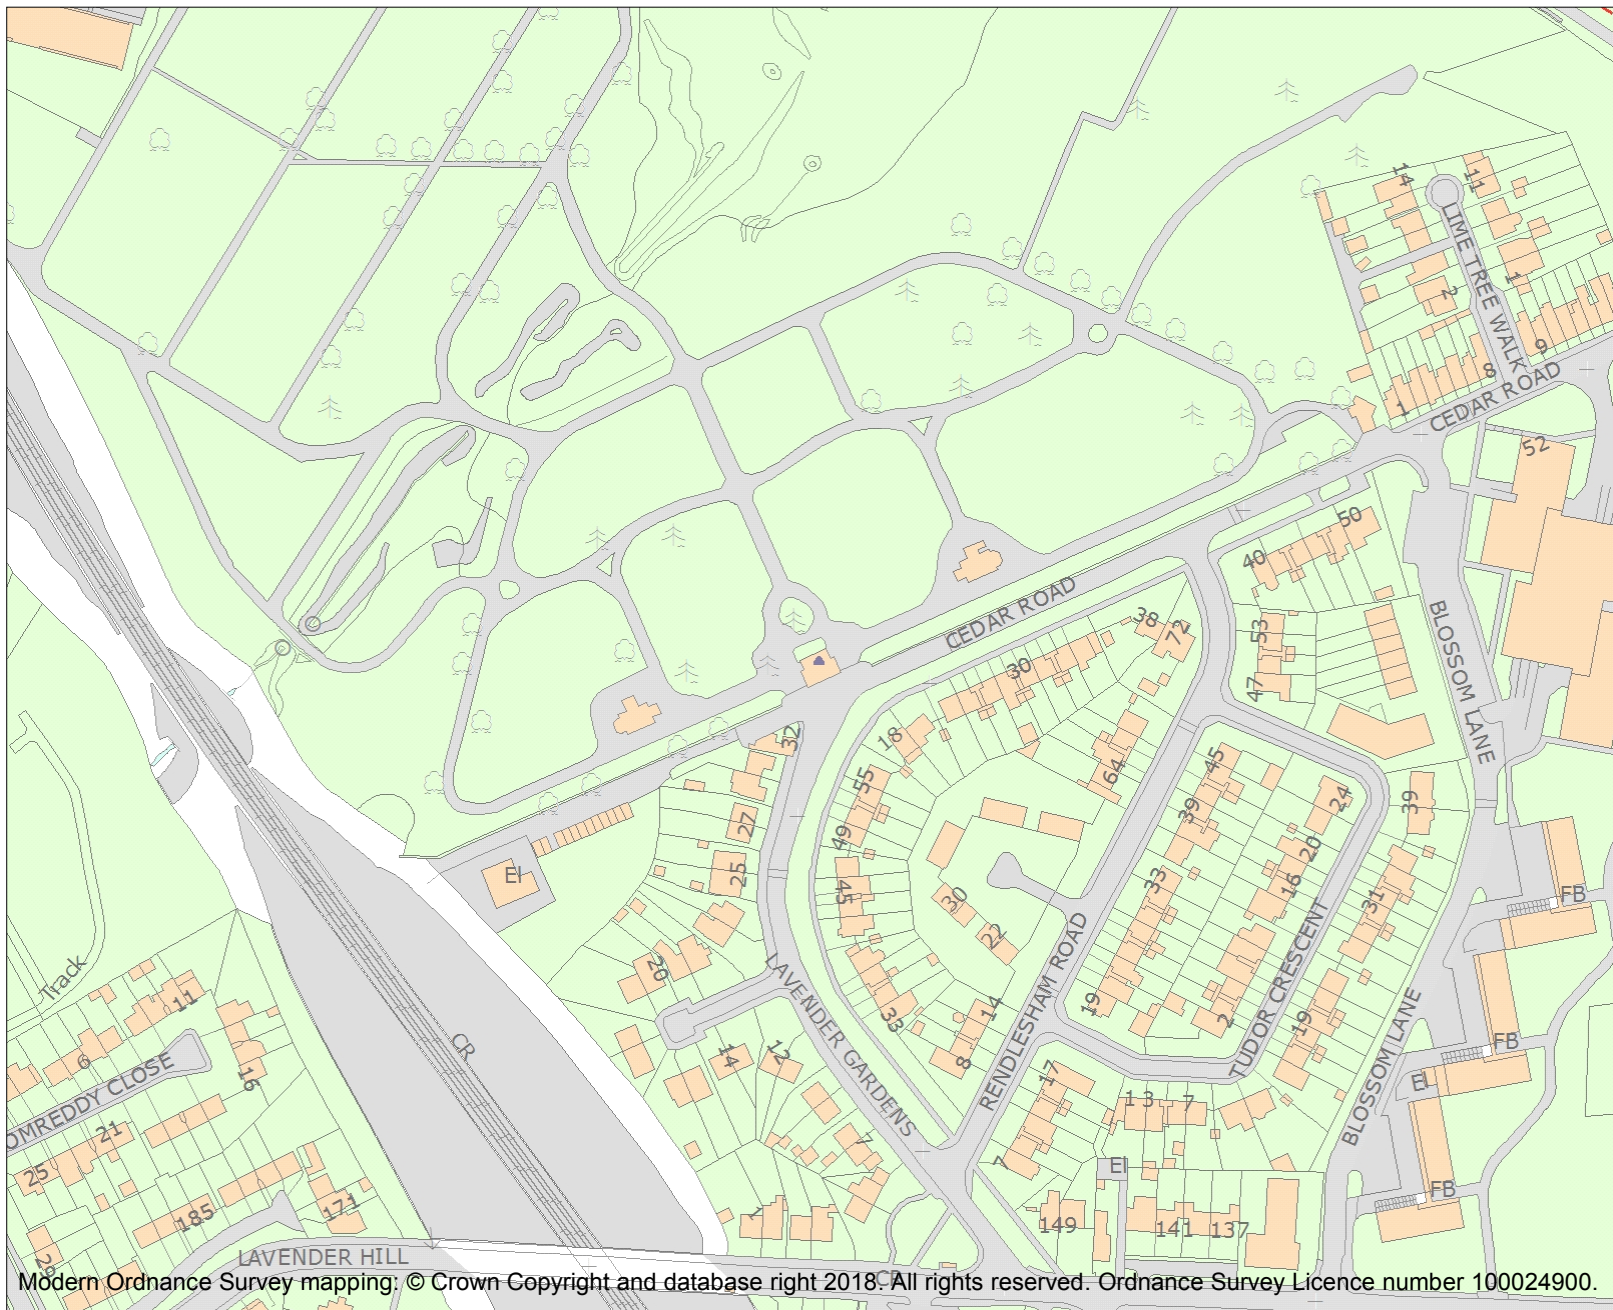 14
11
LIME TREE WALK
2
1
9
8
1
CEDAR ROAD
52
50
40
BLOSSOM LANE
CEDAR ROAD
38
72
53
47
30
18
32
55
64
45
39
24
39
49
27
25
El
45
20
16
33
31
30
22
FB
20
LAVENDER GARDENS
RENDLESHAM ROAD
TUDOR CRESCENT
33
14
19
2
19
BLOSSOM LANE
Track
11
CR
6
16
14
12
8
17
FB
El
OMREDDY CLOSE
1 3
7
21
25
7
7
El
FB
185
171
1
149
141
137
26
LAVENDER HILL
CR
Modern Ordnance Survey mapping: © Crown Copyright and database right 2018. All rights reserved. Ordnance Survey Licence number 100024900.